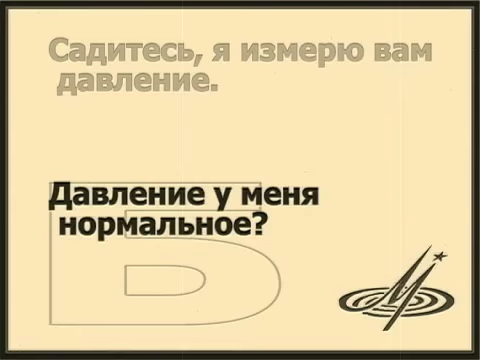 Садитесь, я измерю вам
давление.
Давление у меня
нормальное?
Б
М